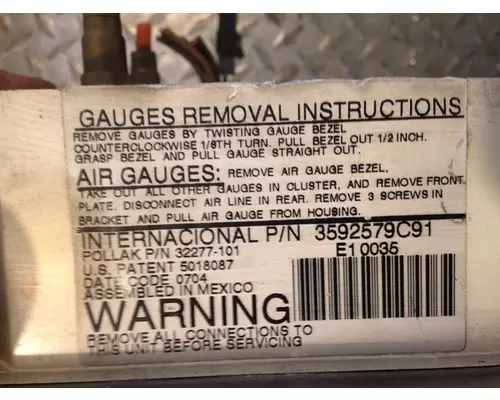 GAUGES REMOVAL INSTRUCTIONS
REMOVE GAUGES BY TWISTING GAUGE BEZEL
COUNTERCLOCKWISE 1/8TH TURN. PULL BEZEL OUT 1/2 INCH.
GRASP BEZEL AND PULL GAUGE STRAIGHT OUT.
AIR GAUGES: REMOVE AIR GAUGE BEZEL,
TAKE OUT ALL OTHER GAUGES IN CLUSTER, AND REMOVE FRONT
PLATE. DISCONNECT AIR LINE IN REAR. REMOVE 3 SCREWS IN
BRACKET AND PULL AIR GAUGE FROM HOUSING.
INTERNACIONAL P/N 3592579C91
POLLAK P/N 32277-101 E10035
U.S. PATENT 5018087
DATE CODE 0704
ASSEMBLED IN MEXICO
WARNING
REMOVE ALL CONNECTIONS TO
THIS UNIT BEFORE SERVICING